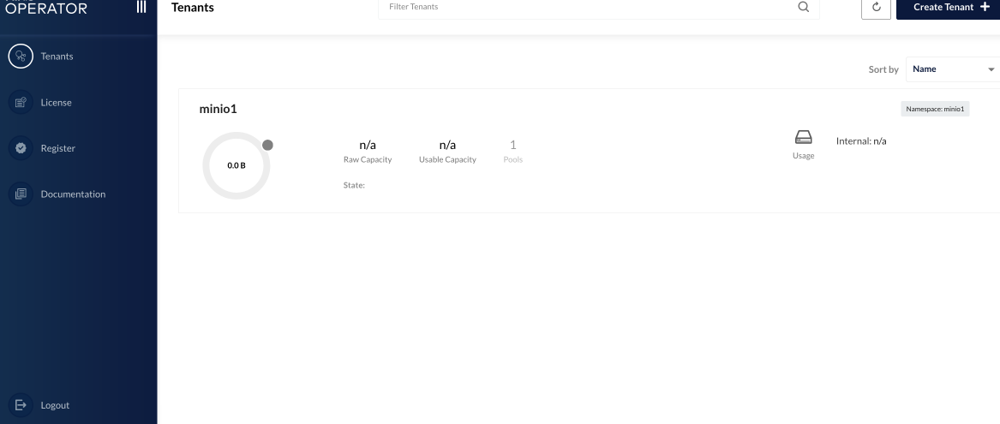 OPERATOR
Tenants
Filter Tenants
Create Tenant
Tenants
License
Register
Documentation
Logout
Sort by
Name
minio1
Namespace: minio1
0.0 B
n/a
Raw Capacity
n/a
Usable Capacity
1
Pools
State:
Usage
Internal: n/a